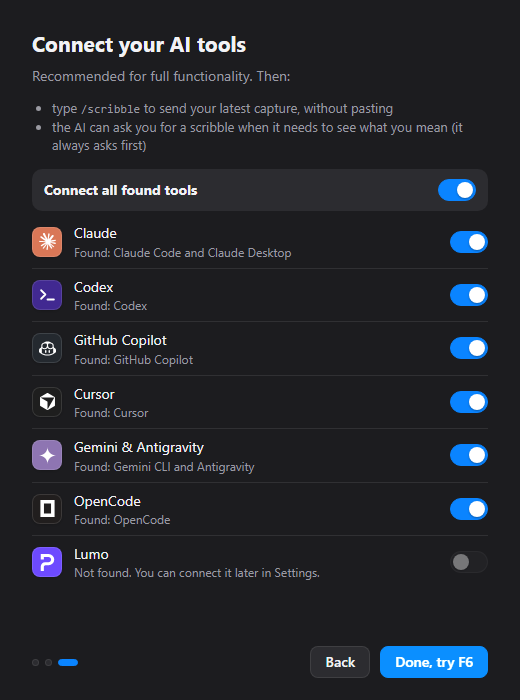 Connect your AI tools
Recommended for full functionality. Then:
• type /scribble to send your latest capture, without pasting
• the AI can ask you for a scribble when it needs to see what you mean (it
always asks first)
Connect all found tools
Claude
Found: Claude Code and Claude Desktop
Codex
Found: Codex
GitHub Copilot
Found: GitHub Copilot
Cursor
Found: Cursor
Gemini & Antigravity
Found: Gemini CLI and Antigravity
OpenCode
Found: OpenCode
Lumo
Not found. You can connect it later in Settings.
Back
Done, try F6